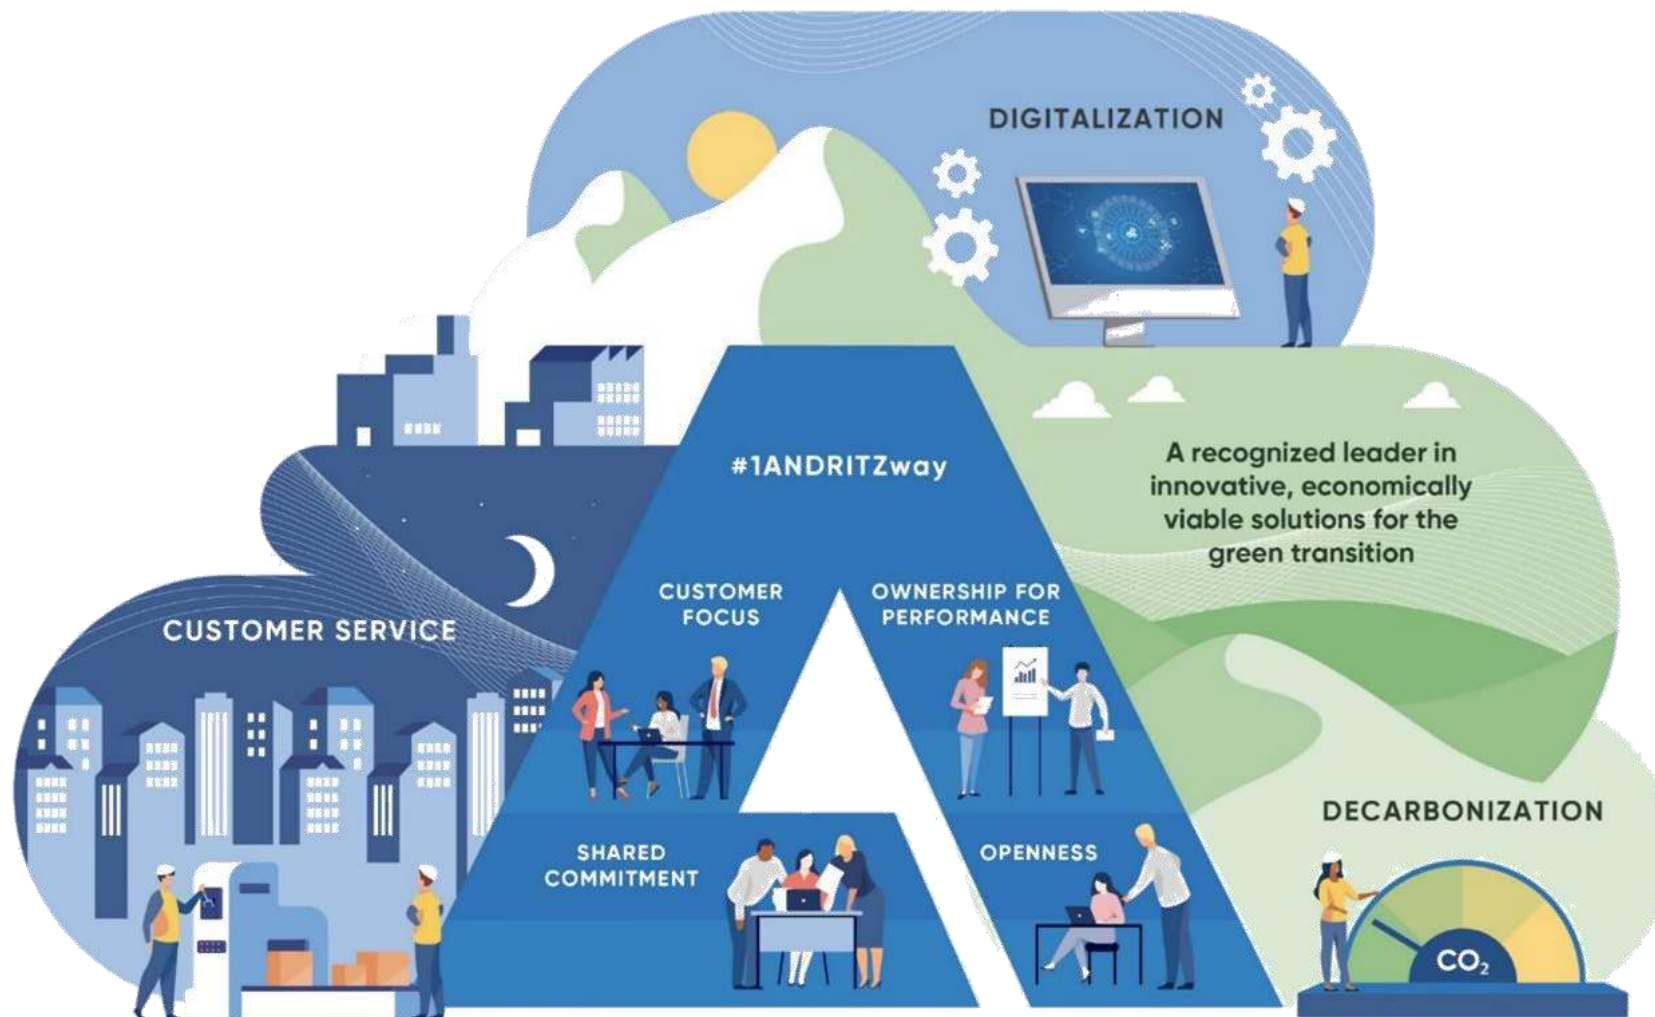 DIGITALIZATION
#1ANDRITZway
A recognized leader in
innovative, economically
viable solutions for the
green transition
CUSTOMER SERVICE
CUSTOMER
FOCUS
OWNERSHIP FOR
PERFORMANCE
SHARED
COMMITMENT
OPENNESS
DECARBONIZATION
CO₂